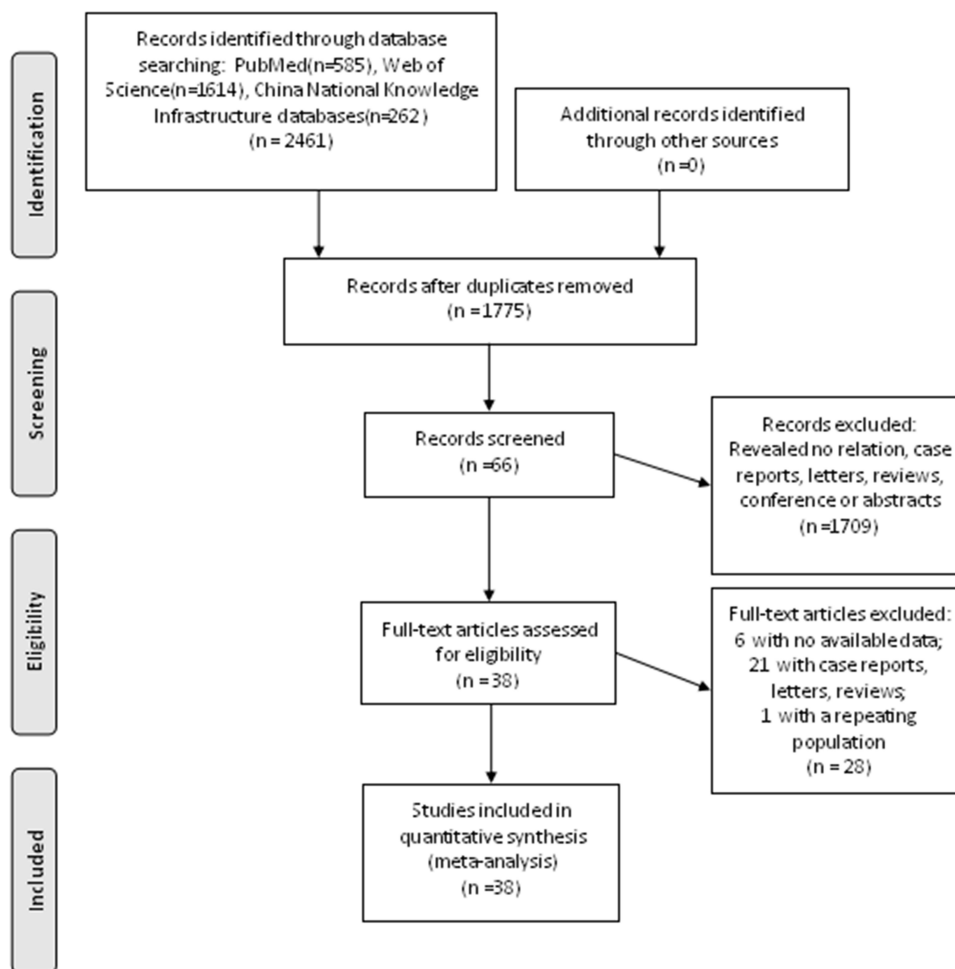 Identification
Records identified through database
searching: PubMed(n=585), Web of
Science(n=1614), China National Knowledge
Infrastructure databases(n=262)
(n = 2461)
Additional records identified
through other sources
(n =0)
Screening
Records after duplicates removed
(n =1775)
Records screened
(n =66)
Records excluded:
Revealed no relation, case
reports, letters, reviews,
conference or abstracts
(n =1709)
Eligibility
Full-text articles assessed
for eligibility
(n = 38)
Full-text articles excluded:
6 with no available data;
21 with case reports,
letters, reviews;
1 with a repeating
population
(n = 28)
Included
Studies included in
quantitative synthesis
(meta-analysis)
(n =38)